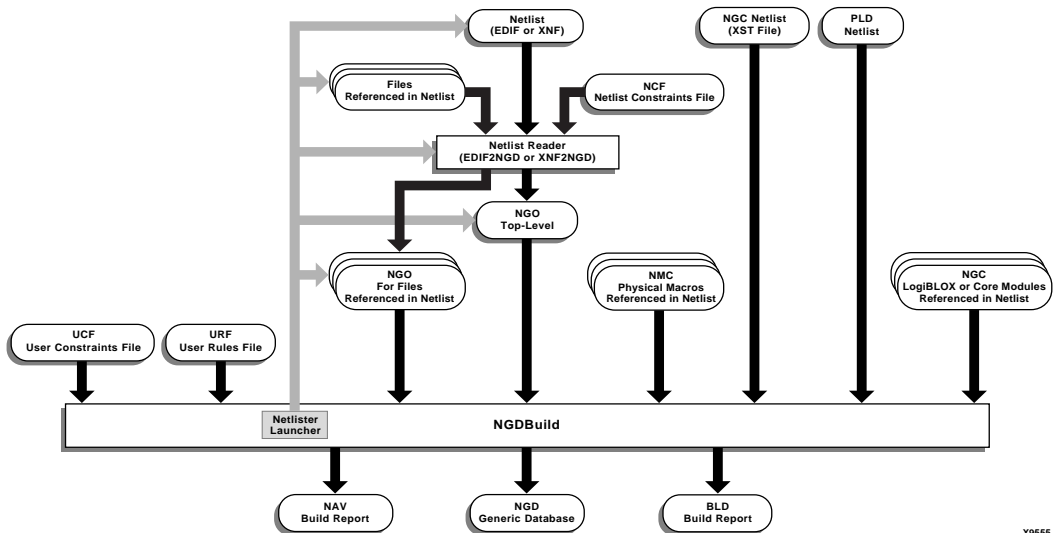 Netlist
(EDIF or XNF)
NGC Netlist
(XST File)
PLD
Netlist
Files
Referenced in Netlist
NCF
Netlist Constraints File
Netlist Reader
(EDIF2NGD or XNF2NGD)
NGO
Top-Level
NGO
For Files
Referenced in Netlist
NMC
Physical Macros
Referenced in Netlist
NGC
LogiBLOX or Core Modules
Referenced in Netlist
UCF
User Constraints File
URF
User Rules File
Netlister
Launcher
NGDBuild
NAV
Build Report
NGD
Generic Database
BLD
Build Report
X9555